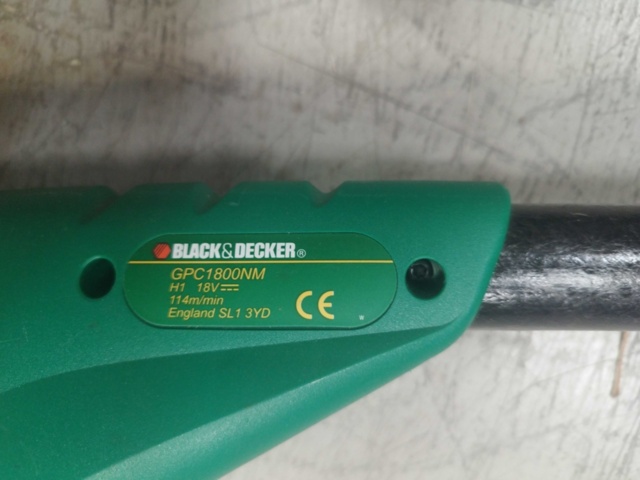 BLACK&DECKER®
GPC1800NM
H1 18V⎓
114m/min
England SL1 3YD
CE